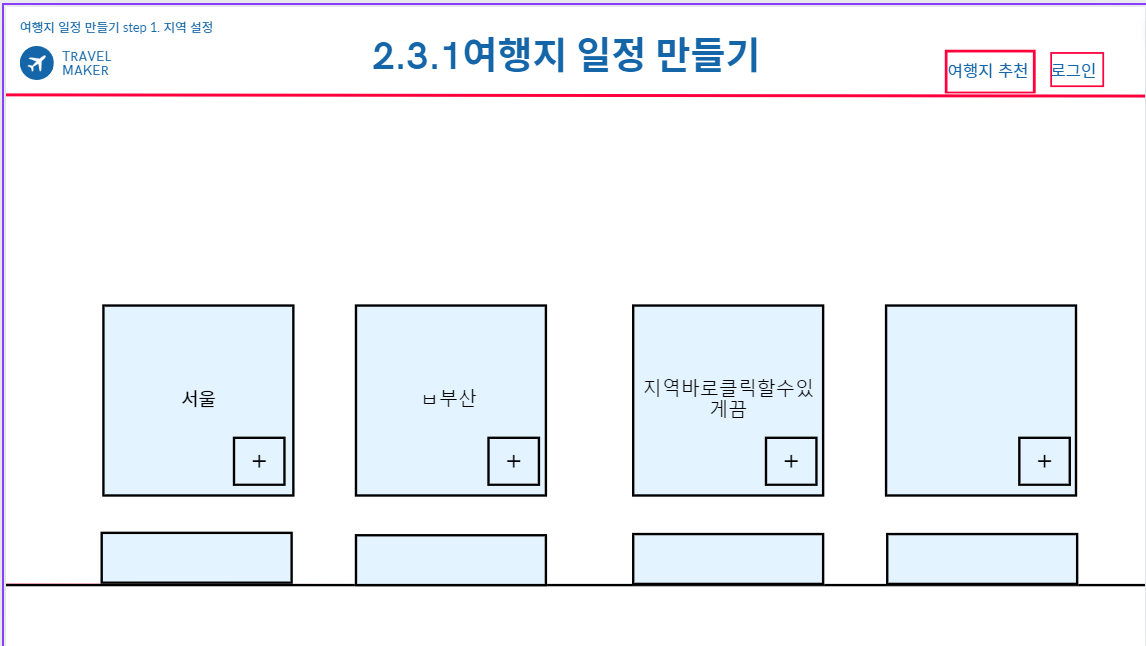 여행지 일정 만들기 step 1. 지역 설정
TRAVEL
MAKER
2.3.1여행지 일정 만들기
여행지 추천
로그인
서울
ㅂ부산
지역바로클릭할수있
게끔
+
+
+
+